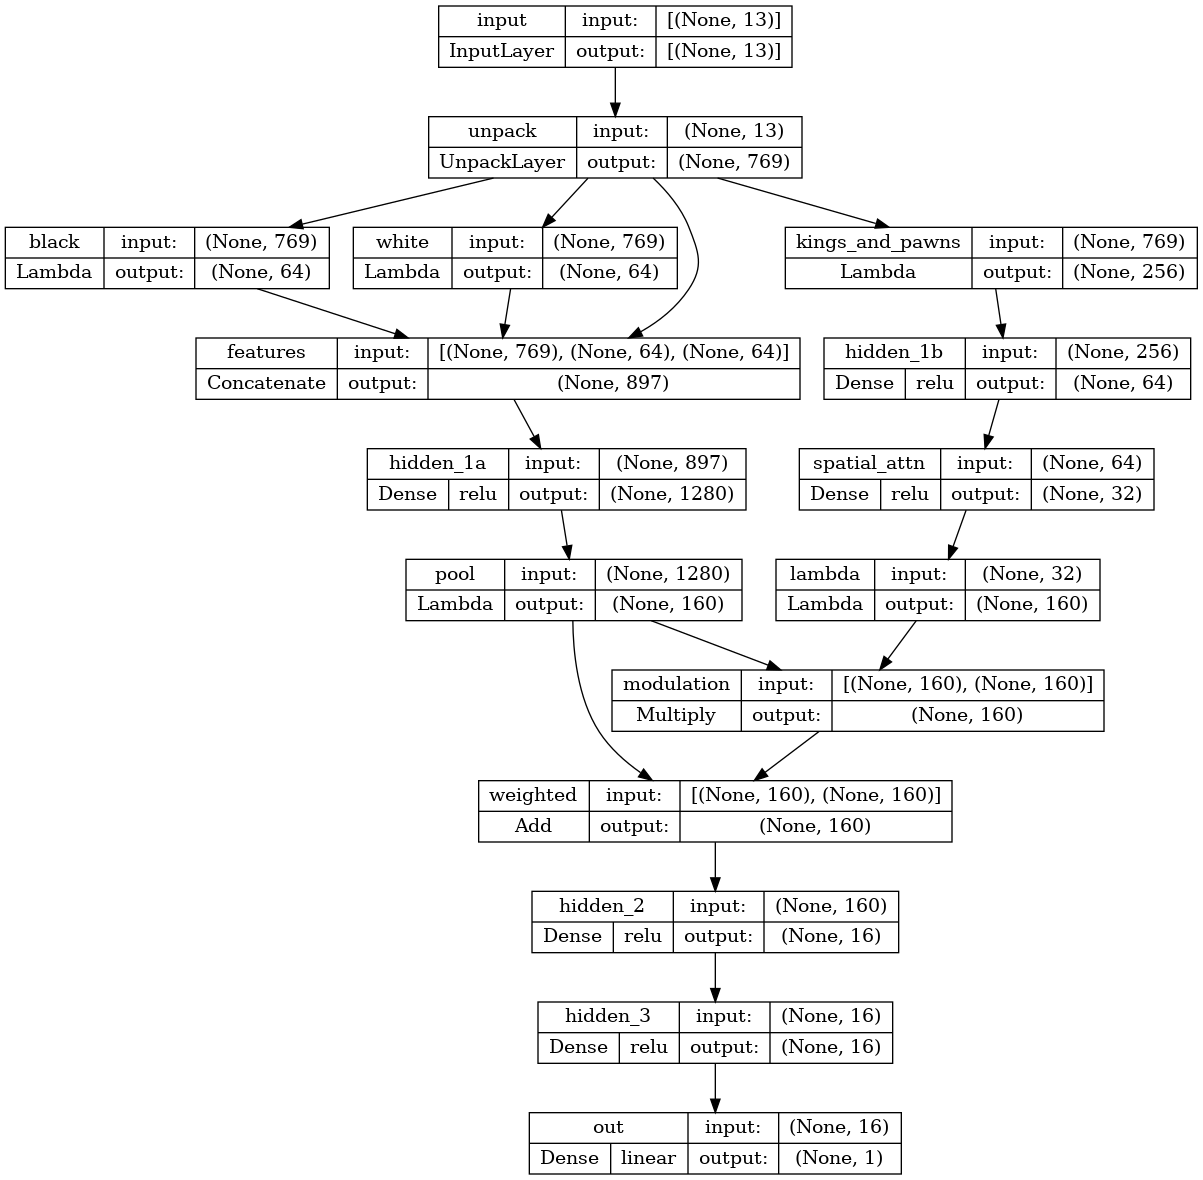 input input: [(None, 13)]
InputLayer output: [(None, 13)]
unpack input: (None, 13)
UnpackLayer output: (None, 769)
black input: (None, 769)
Lambda output: (None, 64)
white input: (None, 769)
Lambda output: (None, 64)
kings_and_pawns input: (None, 769)
Lambda output: (None, 256)
features input: [(None, 769), (None, 64), (None, 64)]
Concatenate output: (None, 897)
hidden_1b input: (None, 256)
Dense relu output: (None, 64)
hidden_1a input: (None, 897)
Dense relu output: (None, 1280)
spatial_attn input: (None, 64)
Dense relu output: (None, 32)
pool input: (None, 1280)
Lambda output: (None, 160)
lambda input: (None, 32)
Lambda output: (None, 160)
modulation input: [(None, 160), (None, 160)]
Multiply output: (None, 160)
weighted input: [(None, 160), (None, 160)]
Add output: (None, 160)
hidden_2 input: (None, 160)
Dense relu output: (None, 16)
hidden_3 input: (None, 16)
Dense relu output: (None, 16)
out input: (None, 16)
Dense linear output: (None, 1)